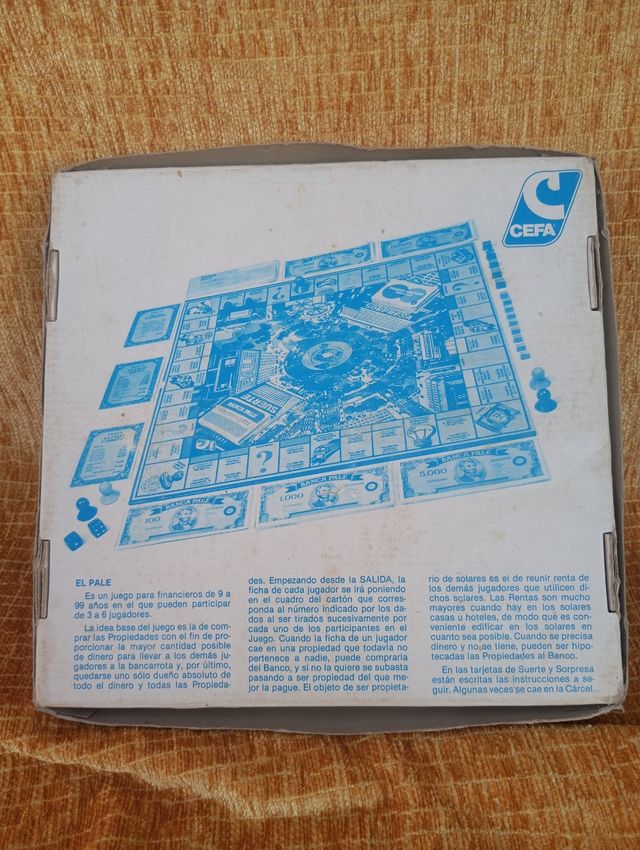 CEFA
SUERTE
BANCA PALE
BANCA PALE
100
BANCA PALE
1.000
BANCA PALE
5.000
EL PALE
Es un juego para financieros de 9 a
99 años en el que pueden participar
de 3 a 6 jugadores.
La idea base del juego es la de com-
prar las Propiedades con el fin de pro-
porcionar la mayor cantidad posible
de dinero para llevar a los demás ju-
gadores a la bancarrota y, por último,
quedarse uno sólo dueño absoluto de
todo el dinero y todas las Propieda-
des. Empezando desde la SALIDA, la
ficha de cada jugador se irá poniendo
en el cuadro del cartón que corres-
ponda al número indicado por los da-
dos al ser tirados sucesivamente por
cada uno de los participantes en el
Juego. Cuando la ficha de un jugador
cae en una propiedad que todavía no
pertenece a nadie, puede comprarla
del Banco, y si no la quiere se subasta
pasando a ser propiedad del que me-
jor la pague. El objeto de ser propieta-
rio de solares es el de reunir renta de
los demás jugadores que utilicen di-
chos solares. Las Rentas son mucho
mayores cuando hay en los solares
casas u hoteles, de modo que es con-
veniente edificar en los solares en
cuanto sea posible. Cuando se precisa
dinero y no se tiene, pueden ser hipo-
tecadas las Propiedades al Banco.
En las tarjetas de Suerte y Sorpresa
están escritas las instrucciones a se-
guir. Algunas veces se cae en la Cárcel.